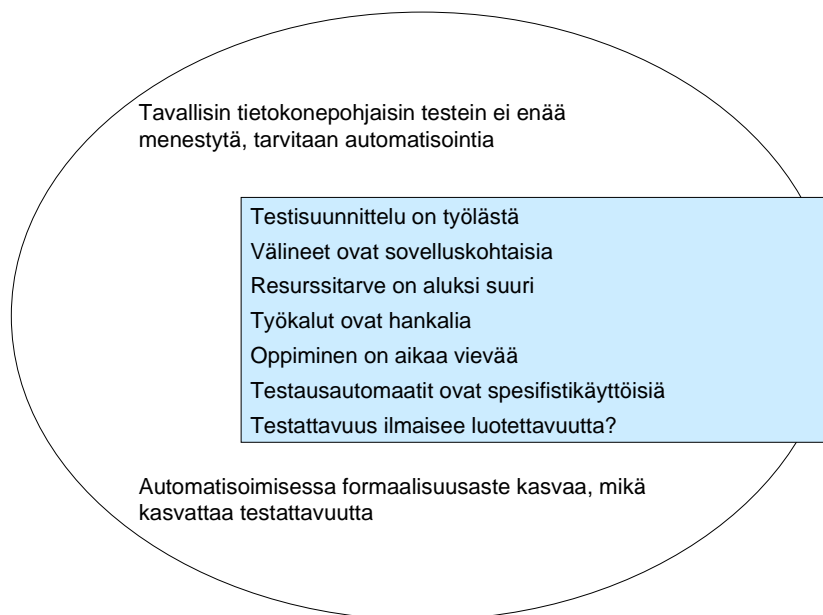 Tavallisin tietokonepohjaisin testein ei enää
menestytä, tarvitaan automatisointia
Testisuunnittelu on työlästä
Välineet ovat sovelluskohtaisia
Resurssitarve on aluksi suuri
Työkalut ovat hankalia
Oppiminen on aikaa vievää
Testausautomaatit ovat spesifistikäyttöisiä
Testattavuus ilmaisee luotettavuutta?
Automatisoimisessa formaalisuusaste kasvaa, mikä
kasvattaa testattavuutta